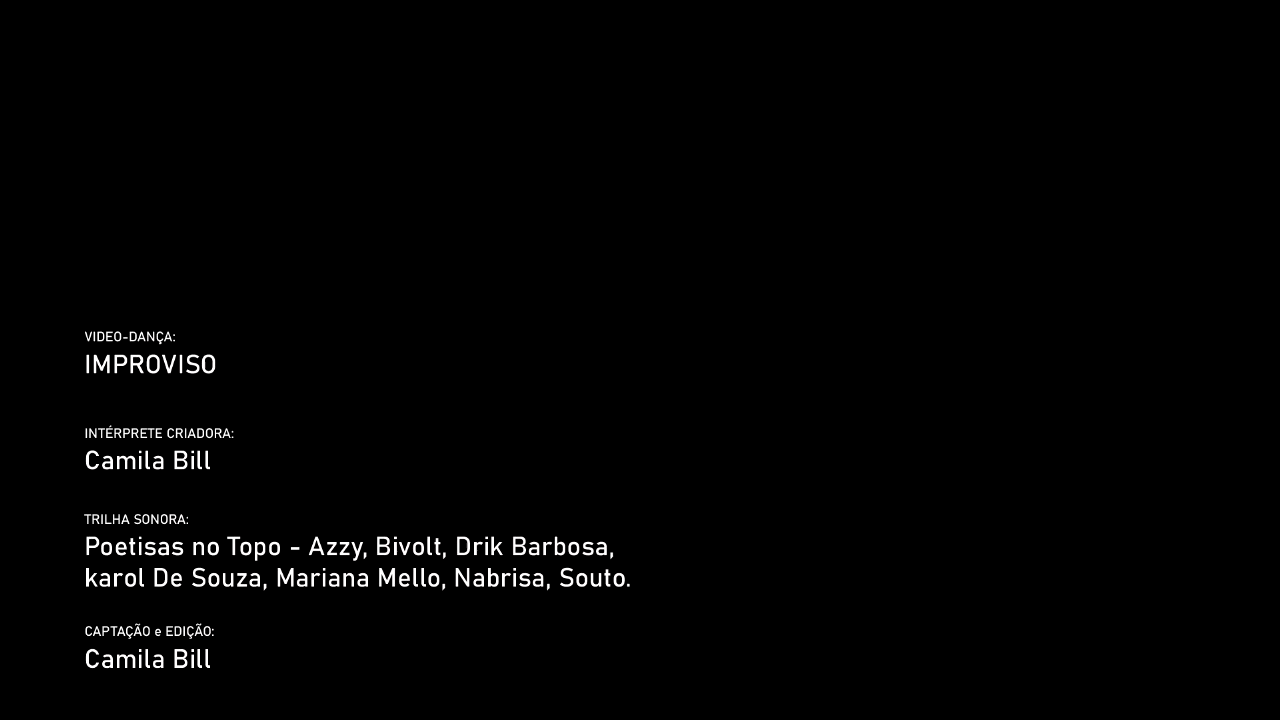 VIDEO-DANÇA:
IMPROVISO
INTÉRPRETE CRIADORA:
Camila Bill
TRILHA SONORA:
Poetisas no Topo - Azzy, Bivolt, Drik Barbosa,
karol De Souza, Mariana Mello, Nabrisa, Souto.
CAPTAÇÃO e EDIÇÃO:
Camila Bill